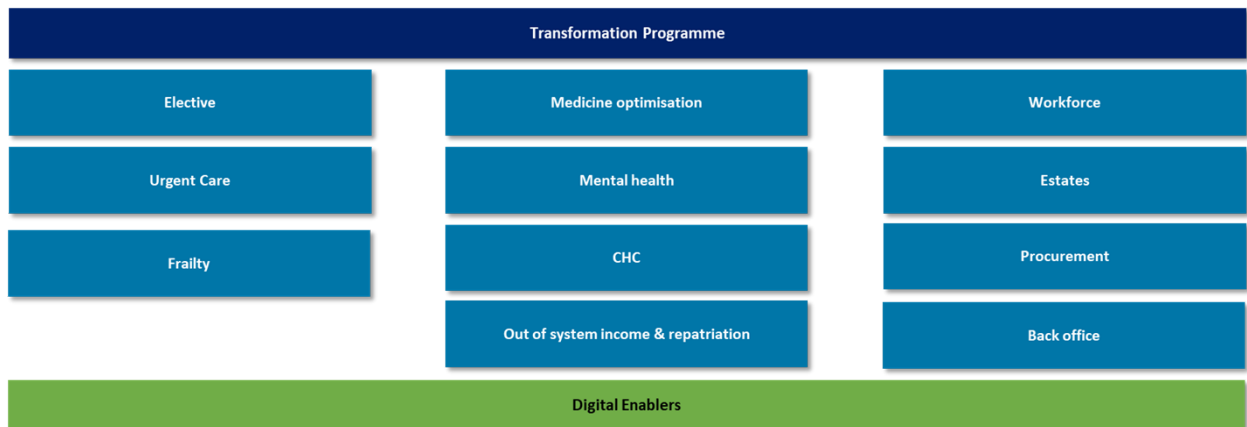 Transformation Programme
Elective
Medicine optimisation
Workforce
Urgent Care
Mental health
Estates
Frailty
CHC
Procurement
Out of system income & repatriation
Back office
Digital Enablers